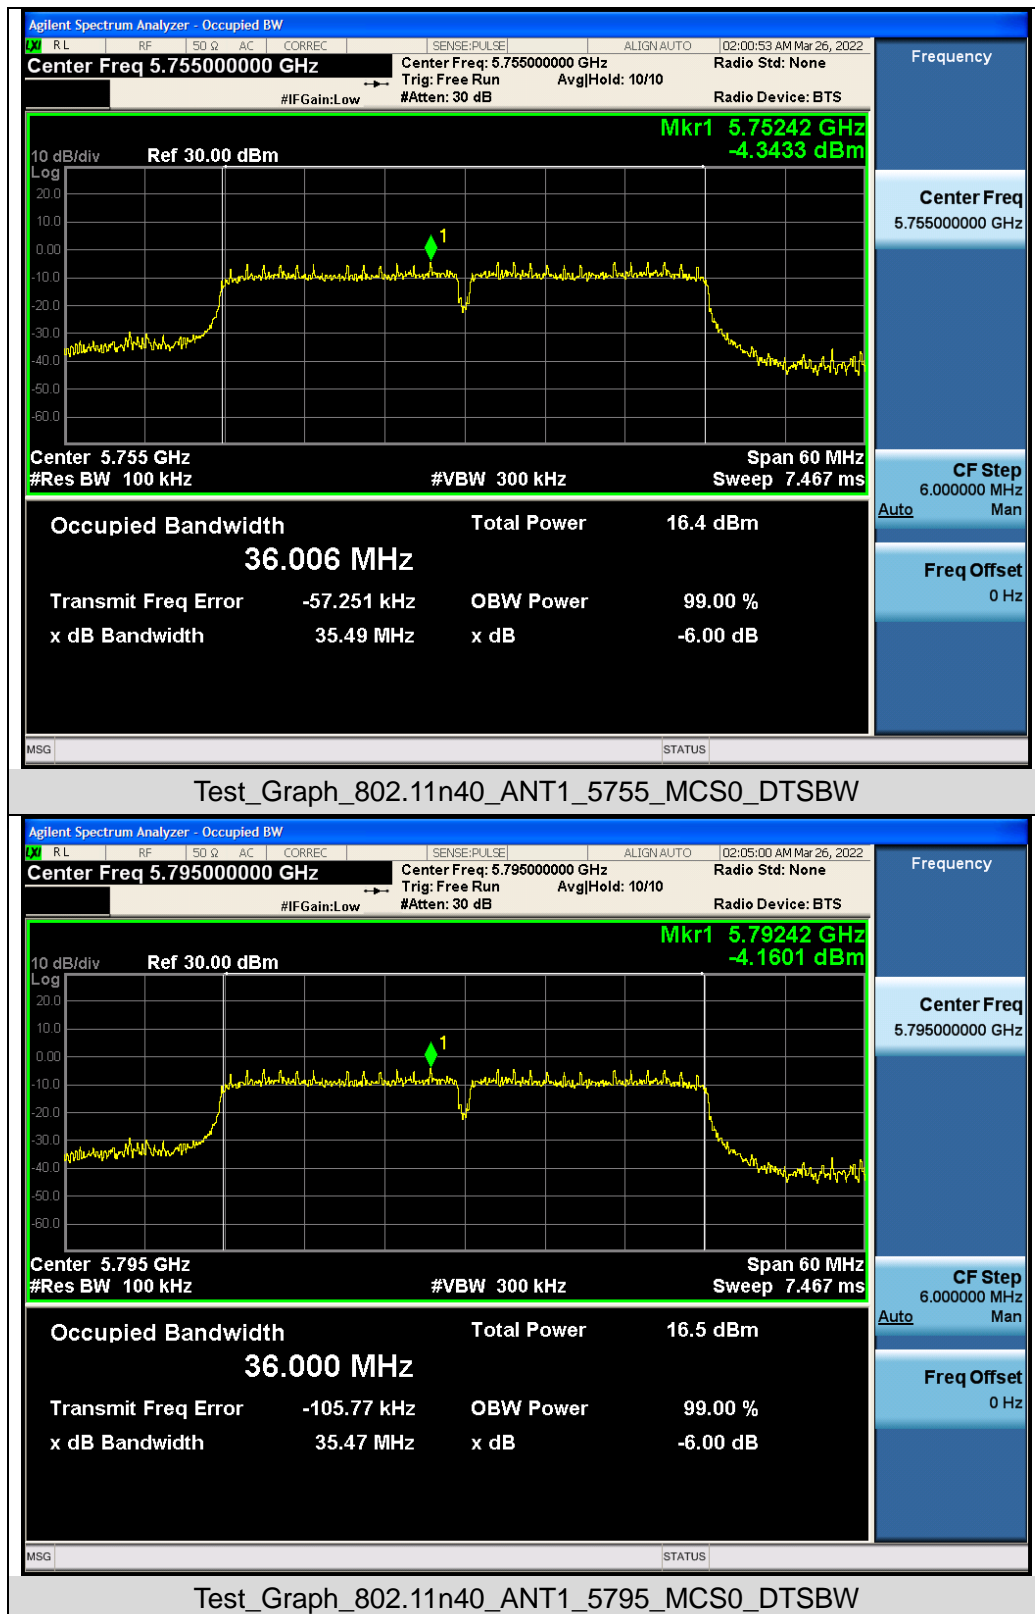 Agilent Spectrum Analyzer - Occupied BW
LXI RL RF 50 Ω AC CORREC SENSE:PULSE ALIGN AUTO 02:00:53 AM Mar 26, 2022
Center Freq 5.755000000 GHz
Center Freq: 5.755000000 GHz
Radio Std: None
Trig: Free Run Avg|Hold: 10/10
#IFGain:Low #Atten: 30 dB Radio Device: BTS
Frequency
Mkr1 5.75242 GHz
-4.3433 dBm
10 dB/div Ref 30.00 dBm
Log
20.0
10.0
0.00
-10.0
-20.0
-30.0
-40.0
-50.0
-60.0
1
Center 5.755 GHz Span 60 MHz
#Res BW 100 kHz #VBW 300 kHz Sweep 7.467 ms
Center Freq
5.755000000 GHz
CF Step
6.000000 MHz
Auto Man
Freq Offset
0 Hz
Occupied Bandwidth Total Power 16.4 dBm
36.006 MHz
Transmit Freq Error -57.251 kHz OBW Power 99.00 %
x dB Bandwidth 35.49 MHz x dB -6.00 dB
MSG STATUS
Test_Graph_802.11n40_ANT1_5755_MCS0_DTSBW
Agilent Spectrum Analyzer - Occupied BW
LXI RL RF 50 Ω AC CORREC SENSE:PULSE ALIGN AUTO 02:05:00 AM Mar 26, 2022
Center Freq 5.795000000 GHz
Center Freq: 5.795000000 GHz
Radio Std: None
Trig: Free Run Avg|Hold: 10/10
#IFGain:Low #Atten: 30 dB Radio Device: BTS
Frequency
Mkr1 5.79242 GHz
-4.1601 dBm
10 dB/div Ref 30.00 dBm
Log
20.0
10.0
0.00
-10.0
-20.0
-30.0
-40.0
-50.0
-60.0
1
Center 5.795 GHz Span 60 MHz
#Res BW 100 kHz #VBW 300 kHz Sweep 7.467 ms
Center Freq
5.795000000 GHz
CF Step
6.000000 MHz
Auto Man
Freq Offset
0 Hz
Occupied Bandwidth Total Power 16.5 dBm
36.000 MHz
Transmit Freq Error -105.77 kHz OBW Power 99.00 %
x dB Bandwidth 35.47 MHz x dB -6.00 dB
MSG STATUS
Test_Graph_802.11n40_ANT1_5795_MCS0_DTSBW